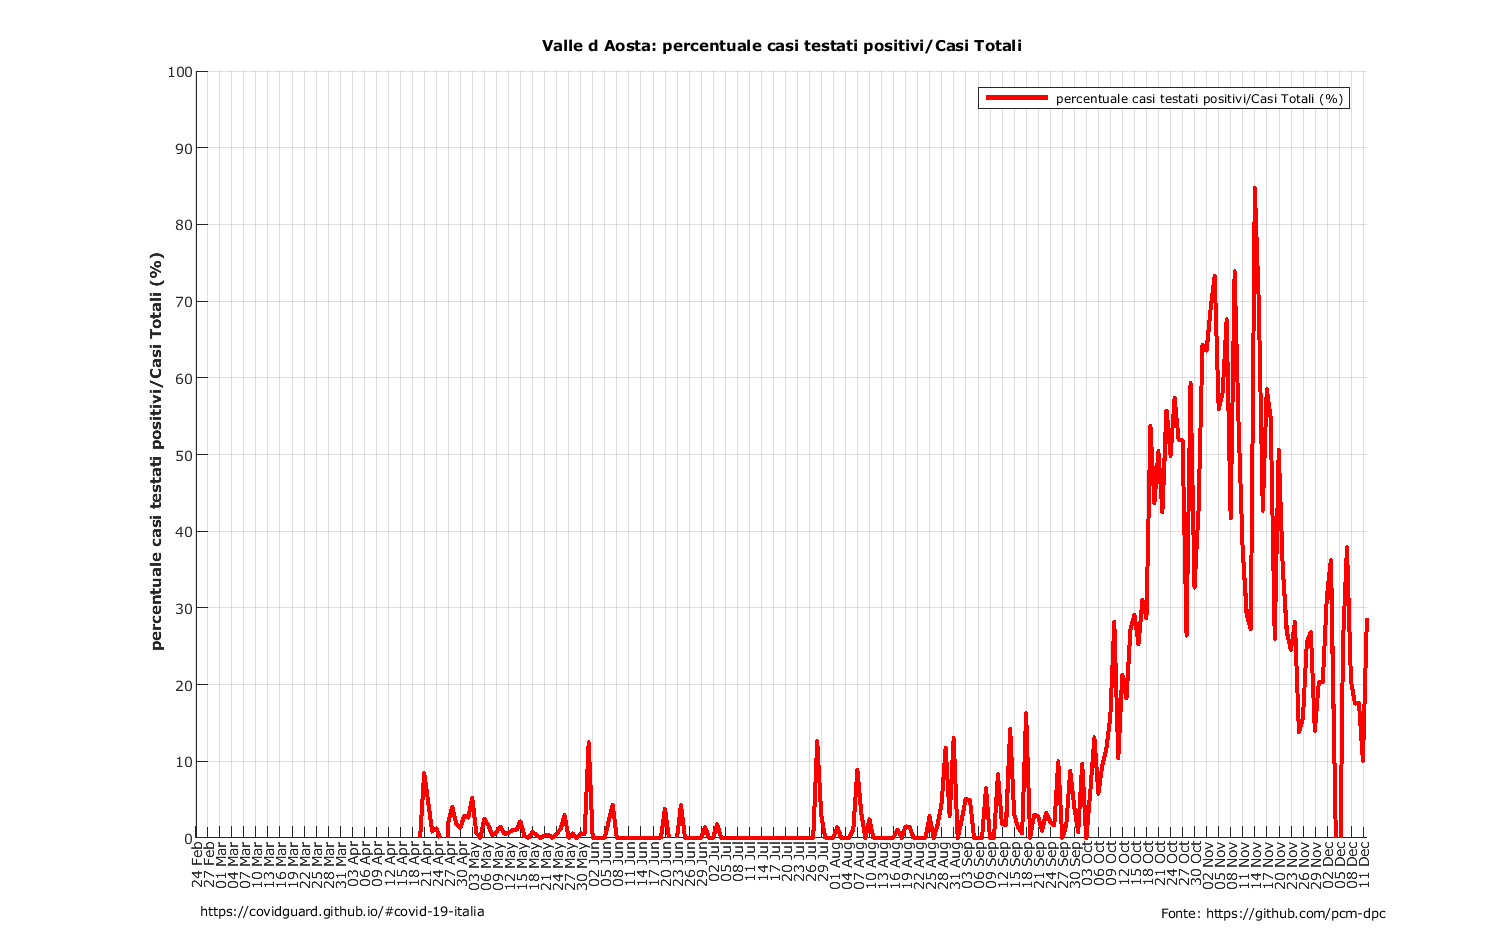 Valle d Aosta: percentuale casi testati positivi/Casi Totali
percentuale casi testati positivi/Casi Totali (%)
percentuale casi testati positivi/Casi Totali (%)
100
90
80
70
60
50
40
30
20
10
0
24 Feb
27 Feb
01 Mar
04 Mar
07 Mar
10 Mar
13 Mar
16 Mar
19 Mar
22 Mar
25 Mar
28 Mar
31 Mar
03 Apr
06 Apr
09 Apr
12 Apr
15 Apr
18 Apr
21 Apr
24 Apr
27 Apr
30 Apr
03 May
06 May
09 May
12 May
15 May
18 May
21 May
24 May
27 May
30 May
02 Jun
05 Jun
08 Jun
11 Jun
14 Jun
17 Jun
20 Jun
23 Jun
26 Jun
29 Jun
02 Jul
05 Jul
08 Jul
11 Jul
14 Jul
17 Jul
20 Jul
23 Jul
26 Jul
29 Jul
01 Aug
04 Aug
07 Aug
10 Aug
13 Aug
16 Aug
19 Aug
22 Aug
25 Aug
28 Aug
31 Aug
03 Sep
06 Sep
09 Sep
12 Sep
15 Sep
18 Sep
21 Sep
24 Sep
27 Sep
30 Sep
03 Oct
06 Oct
09 Oct
12 Oct
15 Oct
18 Oct
21 Oct
24 Oct
27 Oct
30 Oct
02 Nov
05 Nov
08 Nov
11 Nov
14 Nov
17 Nov
20 Nov
23 Nov
26 Nov
29 Nov
02 Dec
05 Dec
08 Dec
11 Dec
https://covidguard.github.io/#covid-19-italia
Fonte: https://github.com/pcm-dpc